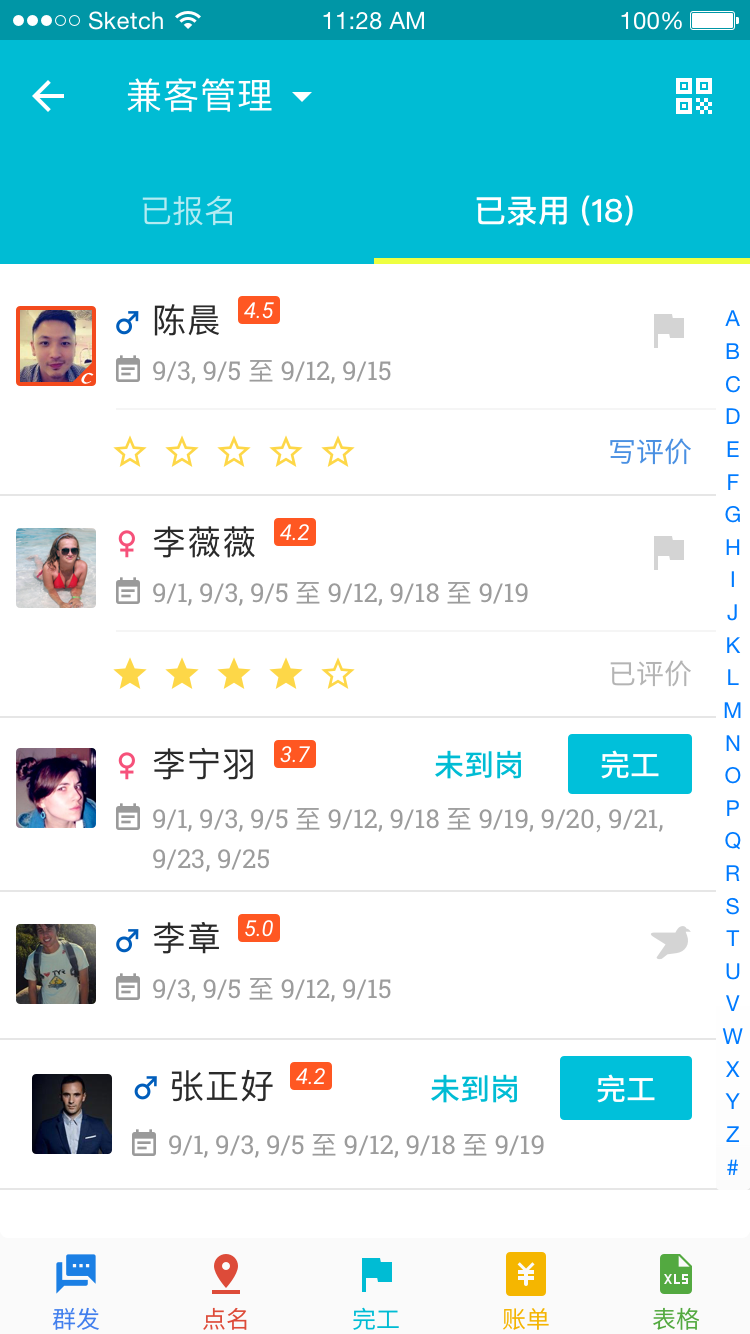 Sketch 11:28 AM 100%
兼客管理
已报名 已录用 (18)
陈晨 4.5
9/3, 9/5 至 9/12, 9/15
C
写评价
李薇薇 4.2
9/1, 9/3, 9/5 至 9/12, 9/18 至 9/19
已评价
李宁羽 3.7 未到岗 完工
9/1, 9/3, 9/5 至 9/12, 9/18 至 9/19, 9/20, 9/21,
9/23, 9/25
李章 5.0
9/3, 9/5 至 9/12, 9/15
张正好 4.2 未到岗 完工
9/1, 9/3, 9/5 至 9/12, 9/18 至 9/19
A
B
C
D
E
F
G
H
I
J
K
L
M
N
O
P
Q
R
S
T
U
V
W
X
Y
Z
#
¥ XLS
群发 点名 完工 账单 表格